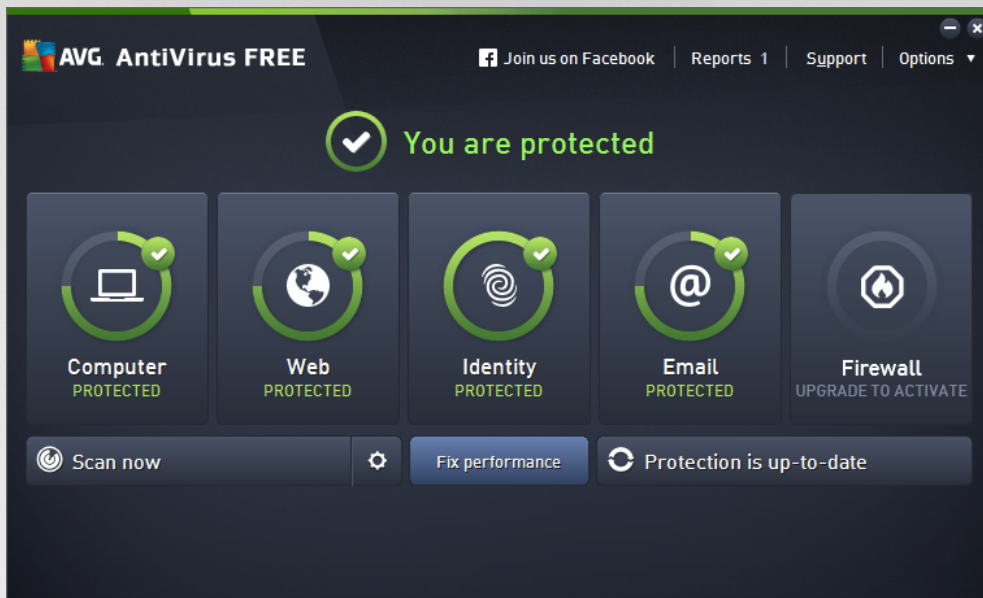 AVG AntiVirus FREE
Join us on Facebook Reports 1 Support Options
You are protected
Computer
PROTECTED
Web
PROTECTED
Identity
PROTECTED
@
Email
PROTECTED
Firewall
UPGRADE TO ACTIVATE
Scan now
Fix performance
Protection is up-to-date